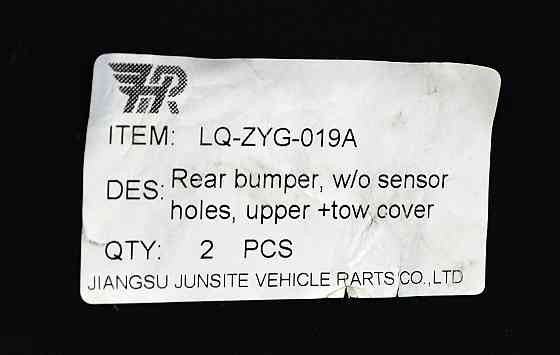 ITEM: LQ-ZYG-019A
DES: Rear bumper, w/o sensor
holes, upper +tow cover
QTY: 2 PCS
JIANGSU JUNSITE VEHICLE PARTS CO.,LTD